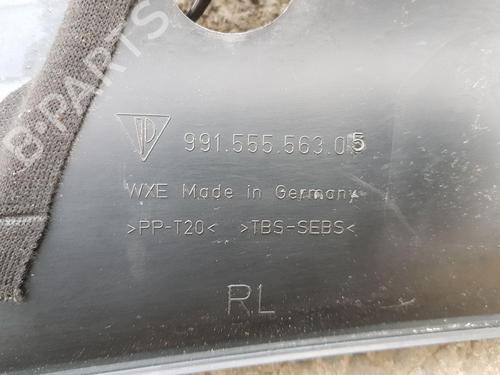 991.555.563.05
WXE Made in Germany
>PP-T20< >TBS-SEBS<
RL
B-PARTS